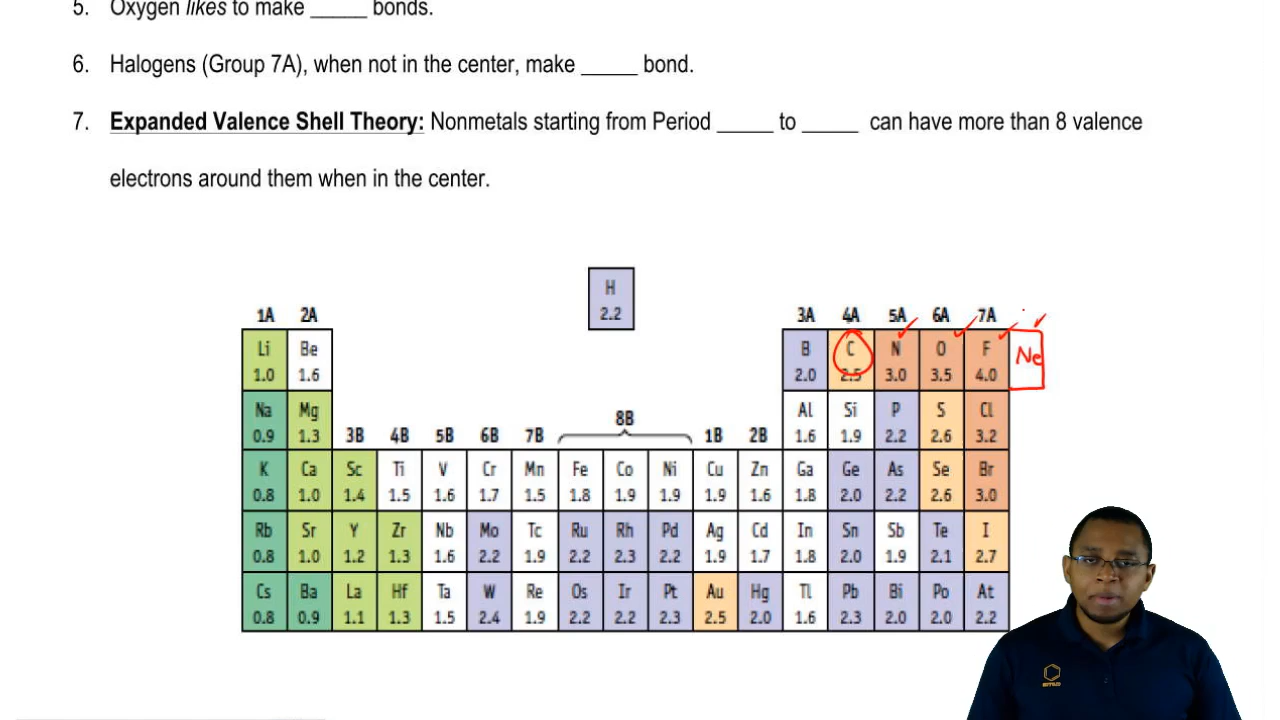 5. Oxygen likes to make _____ bonds.
6. Halogens (Group 7A), when not in the center, make _____ bond.
7. Expanded Valence Shell Theory: Nonmetals starting from Period _____ to _____ can have more than 8 valence
electrons around them when in the center.
H
2.2
1A 2A 3A 4A 5A 6A 7A
Li Be B C N O F Ne
1.0 1.6 2.0 2.5 3.0 3.5 4.0
Na Mg Al Si P S Cl
0.9 1.3 3B 4B 5B 6B 7B 8B 1B 2B 1.6 1.9 2.2 2.6 3.2
K Ca Sc Ti V Cr Mn Fe Co Ni Cu Zn Ga Ge As Se Br
0.8 1.0 1.4 1.5 1.6 1.7 1.5 1.8 1.9 1.9 1.9 1.6 1.8 2.0 2.2 2.6 3.0
Rb Sr Y Zr Nb Mo Tc Ru Rh Pd Ag Cd In Sn Sb Te I
0.8 1.0 1.2 1.3 1.6 2.2 1.9 2.2 2.3 2.2 1.9 1.7 1.8 2.0 1.9 2.1 2.7
Cs Ba La Hf Ta W Re Os Ir Pt Au Hg Tl Pb Bi Po At
0.8 0.9 1.1 1.3 1.5 2.4 1.9 2.2 2.2 2.3 2.5 2.0 1.6 2.3 2.0 2.0 2.2